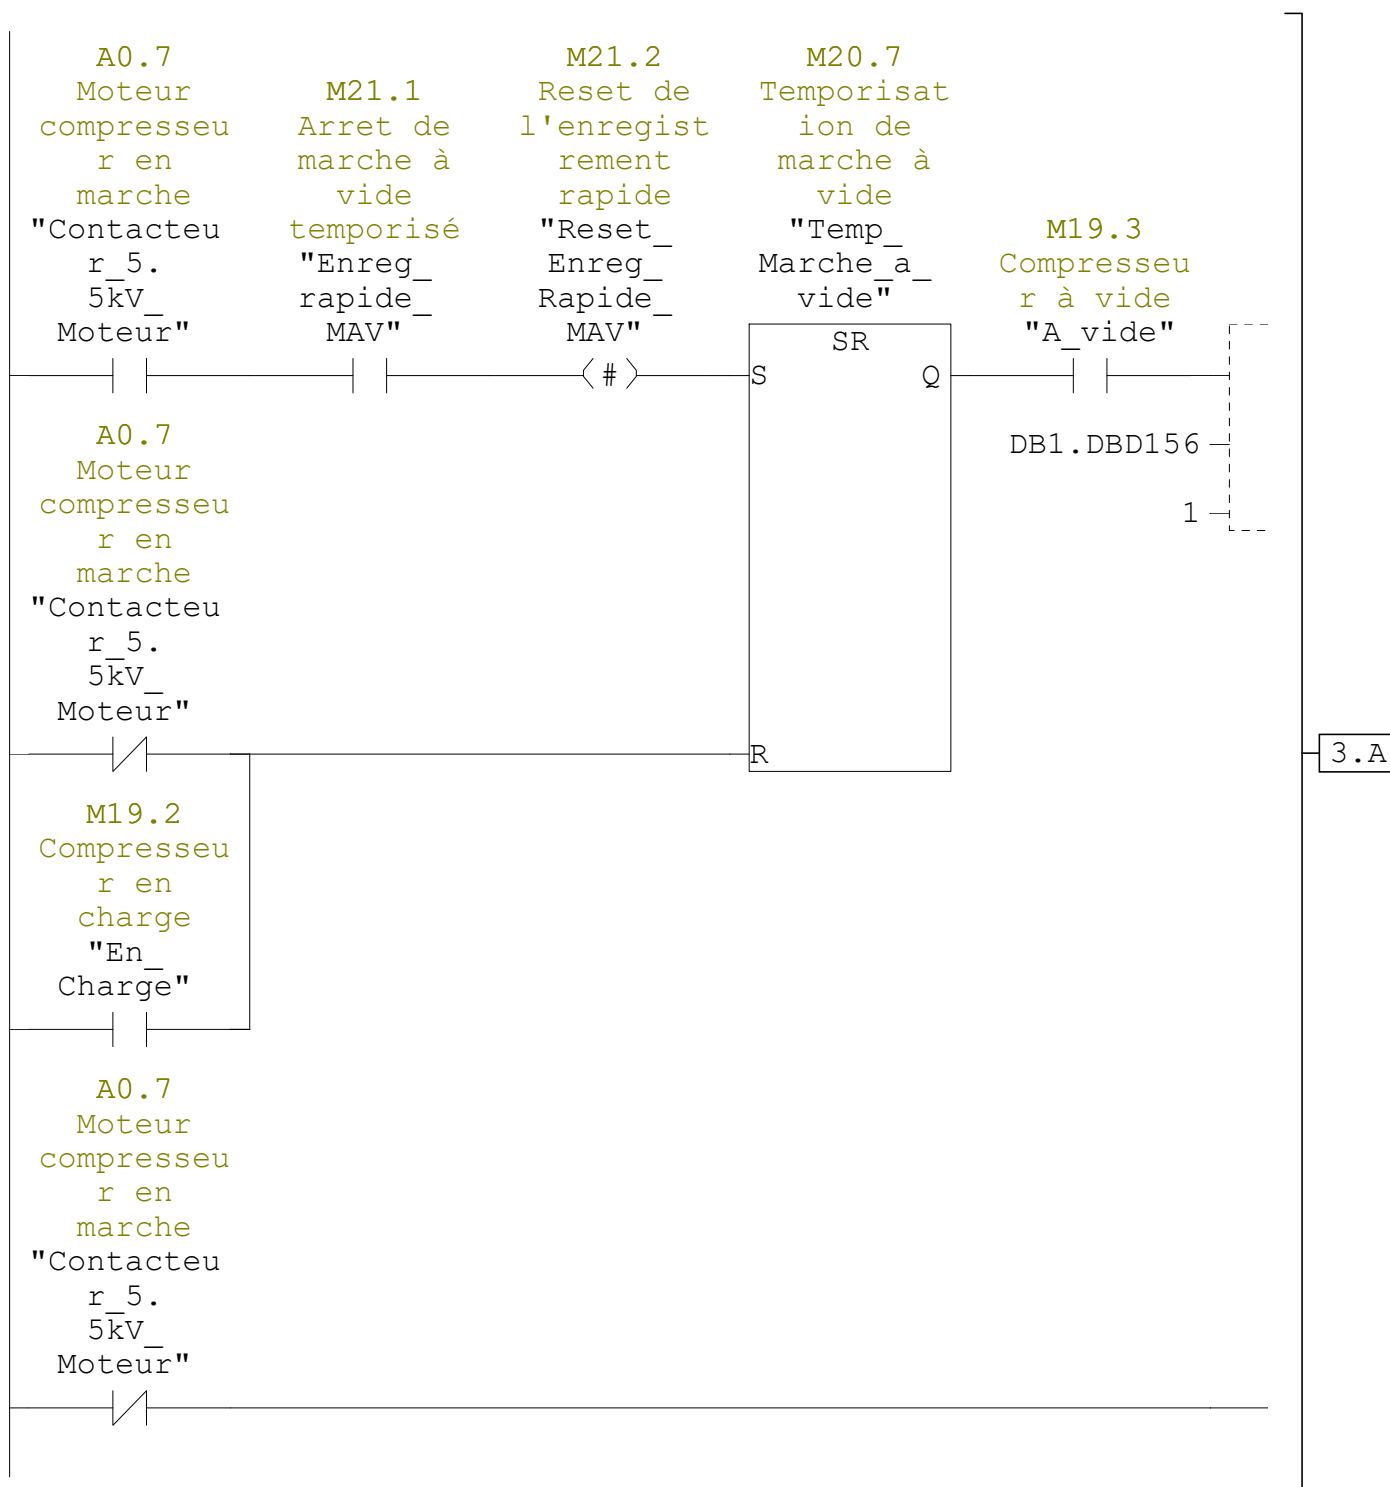 A0.7
Moteur
compresseu
r en
marche
"Contacteu
r_5.
5kV_
Moteur"
M21.1
Arret de
marche à
vide
temporisé
"Enreg_
rapide_
MAV"
M21.2
Reset de
l'enregist
rement
rapide
"Reset_
Enreg_
Rapide_
MAV"
#
M20.7
Temporisat
ion de
marche à
vide
"Temp_
Marche_a_
vide"
SR
S
Q
R
M19.3
Compresseu
r à vide
"A_vide"
DB1.DBD156
1
A0.7
Moteur
compresseu
r en
marche
"Contacteu
r_5.
5kV_
Moteur"
3.A
M19.2
Compresseu
r en
charge
"En_
Charge"
A0.7
Moteur
compresseu
r en
marche
"Contacteu
r_5.
5kV_
Moteur"